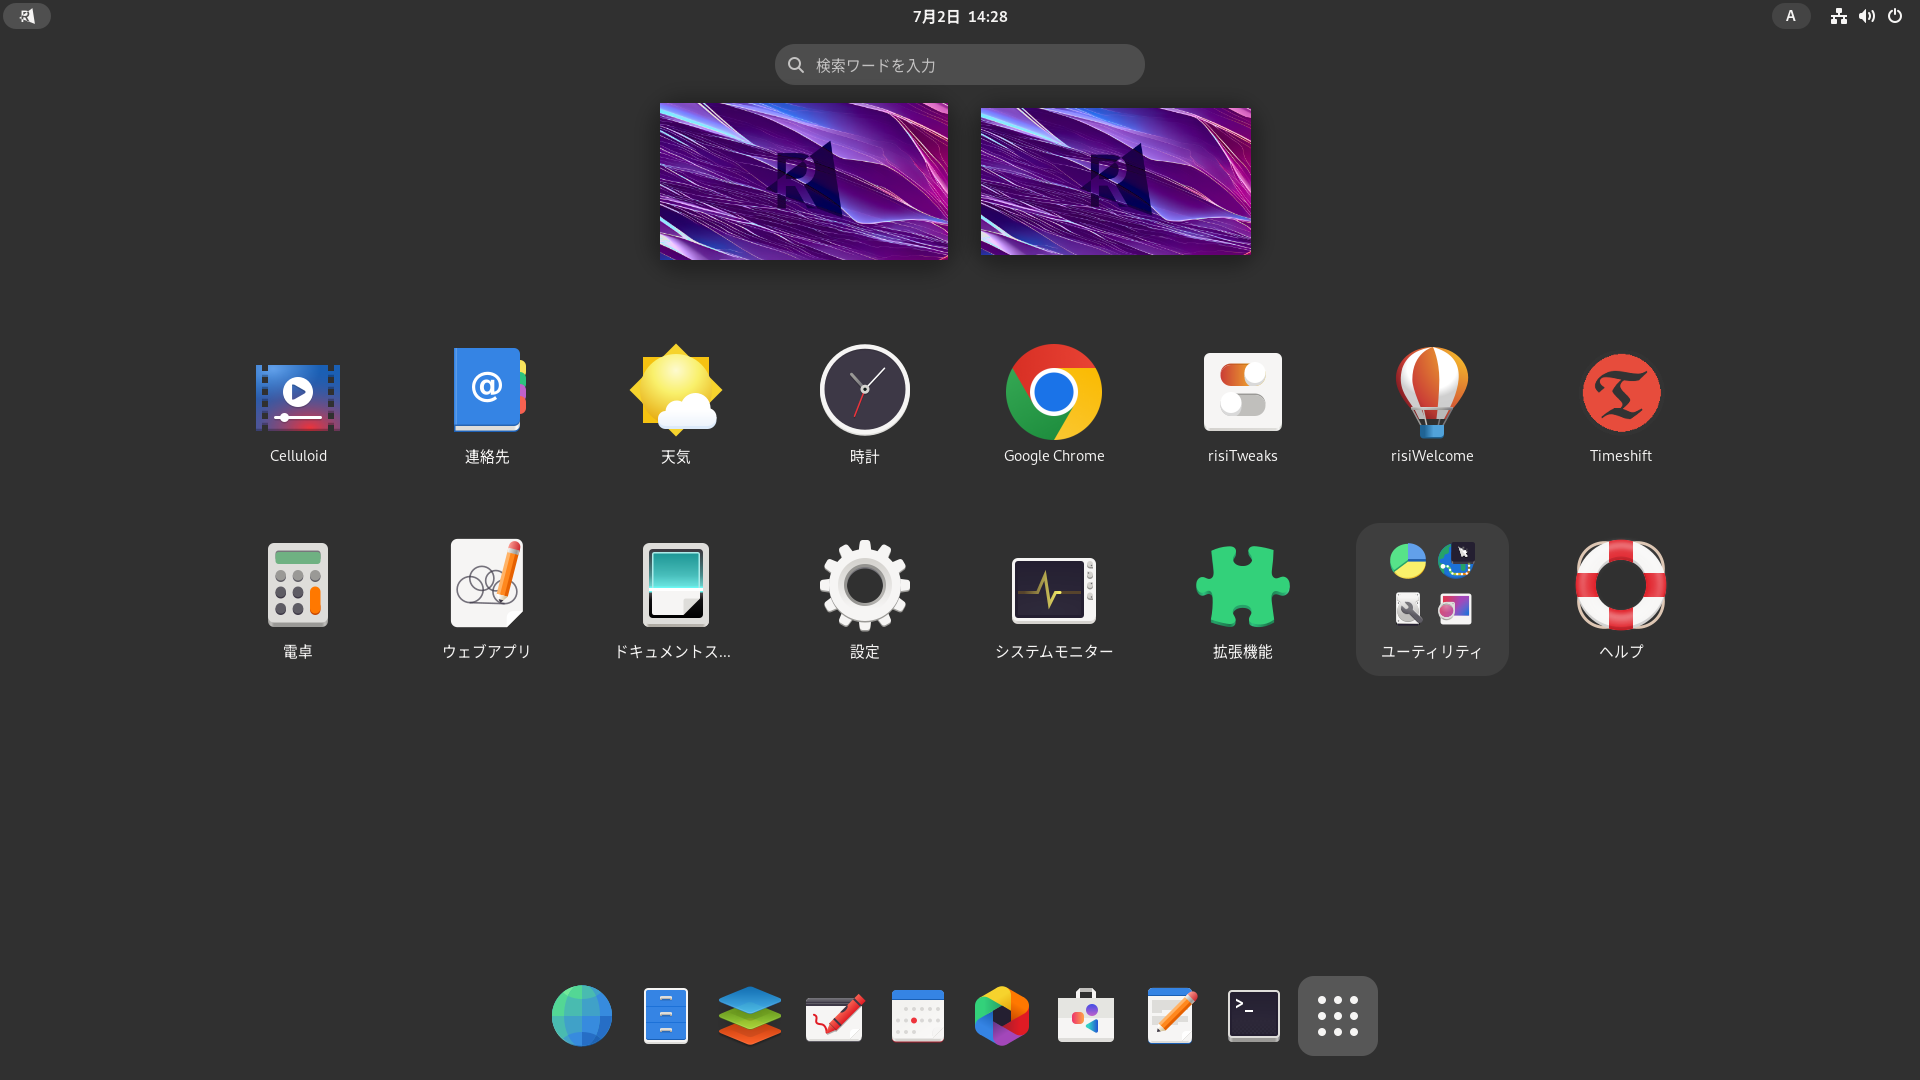 7月2日 14:28
A
検索ワードを入力
Celluloid
連絡先
天気
時計
Google Chrome
risiTweaks
risiWelcome
Timeshift
電卓
ウェブアプリ
ドキュメントス...
設定
システムモニター
拡張機能
ユーティリティ
ヘルプ